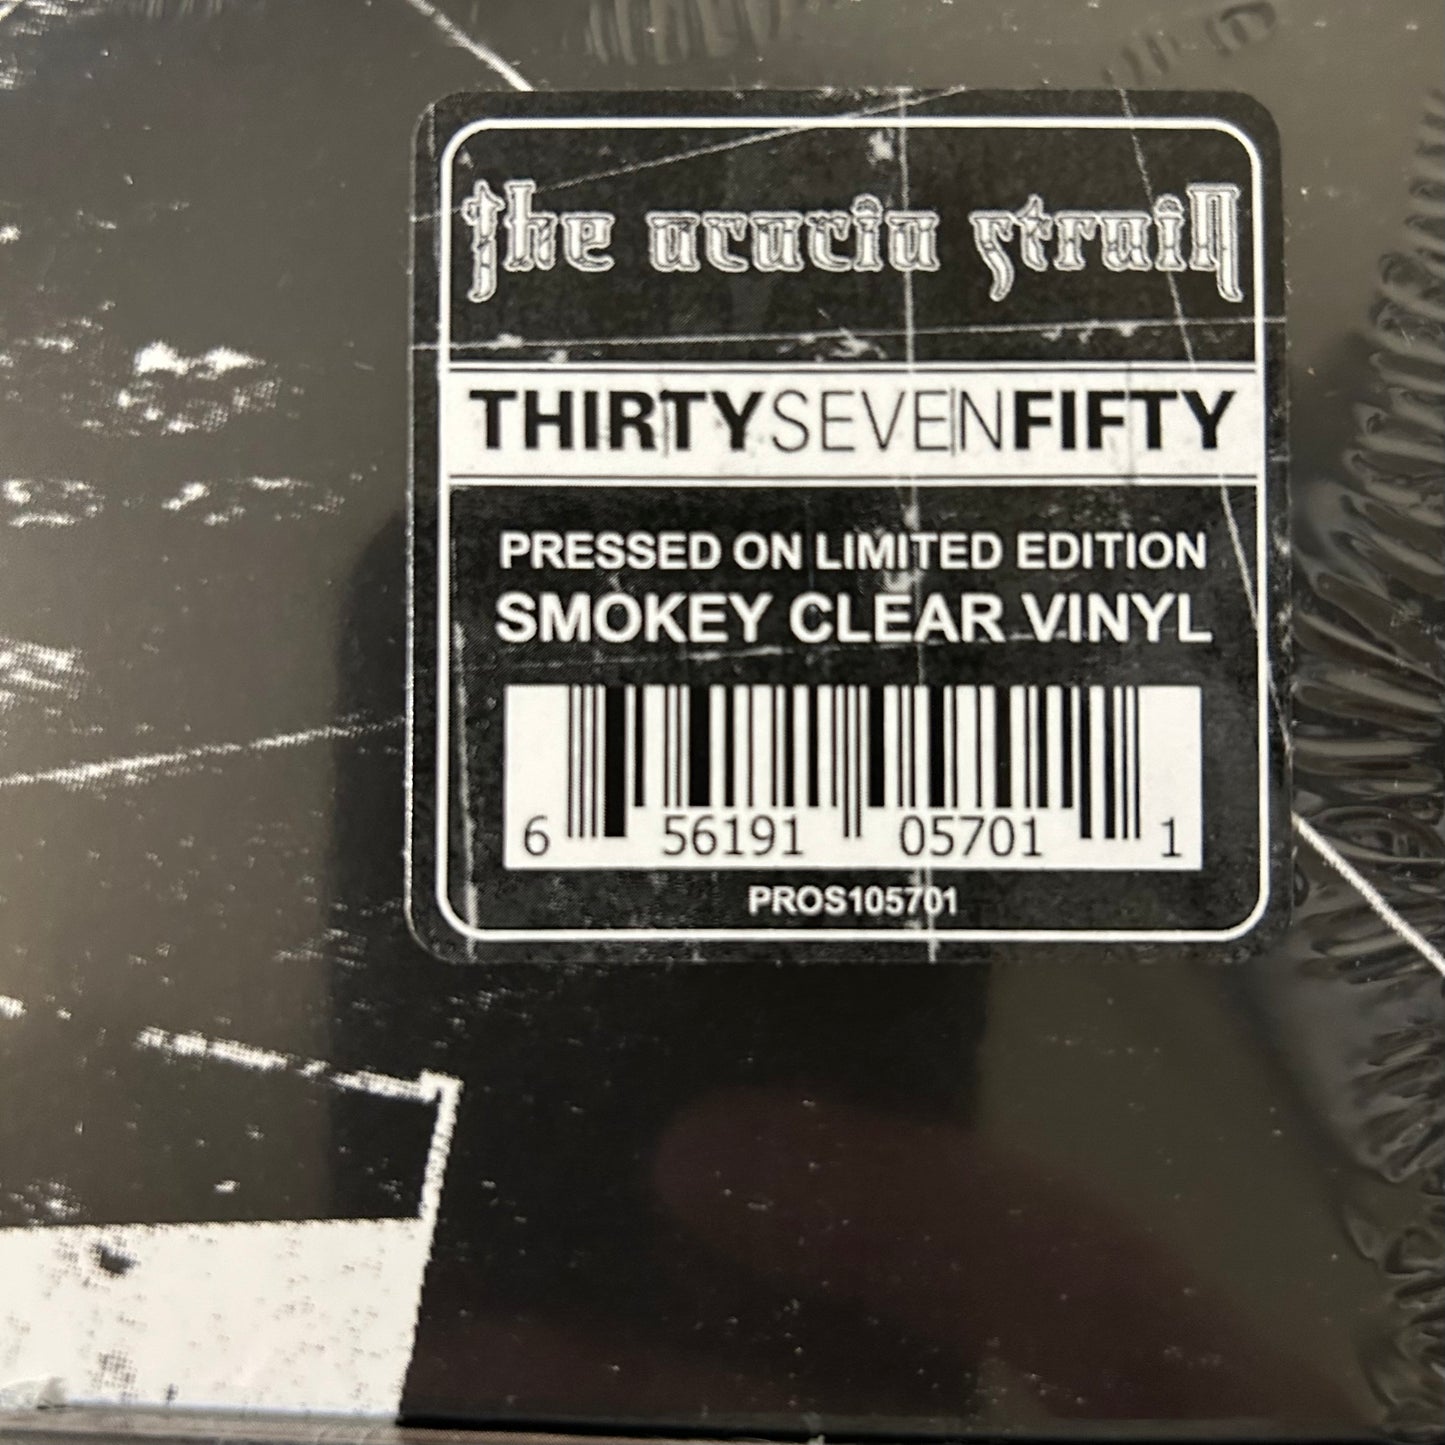 the acacia strain
THIRTYSEVENFIFTY
PRESSED ON LIMITED EDITION
SMOKEY CLEAR VINYL
6 56191 05701 1
PROS105701